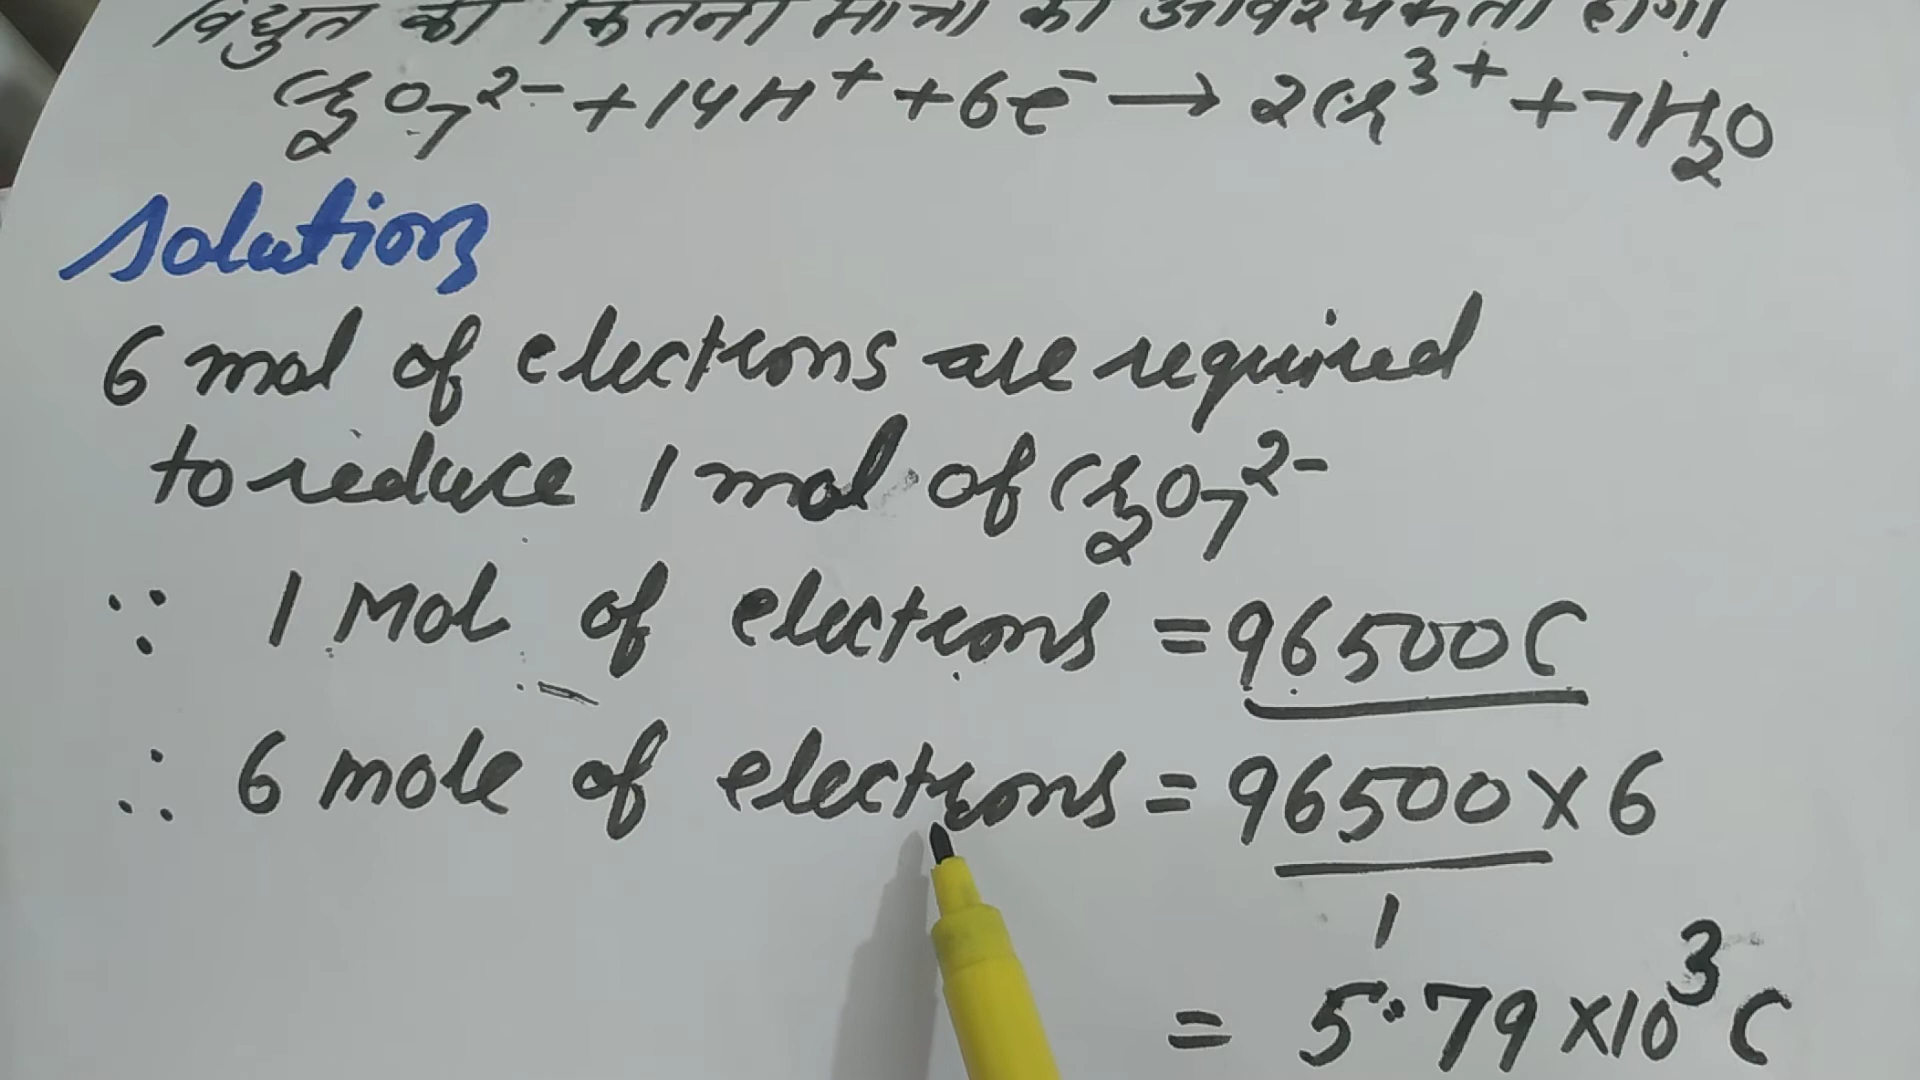 विधुत की कितनी मात्रा की आवश्यकता होगी
Cr₂O₇²⁻ + 14H⁺ + 6e⁻ → 2Cr³⁺ + 7H₂O
Solution
6 mol of electrons are required
to reduce 1 mol of Cr₂O₇²⁻
∵ 1 Mol of electrons = 96500C
∴ 6 mole of electrons = 96500 × 6
1
= 5.79 × 10³ C